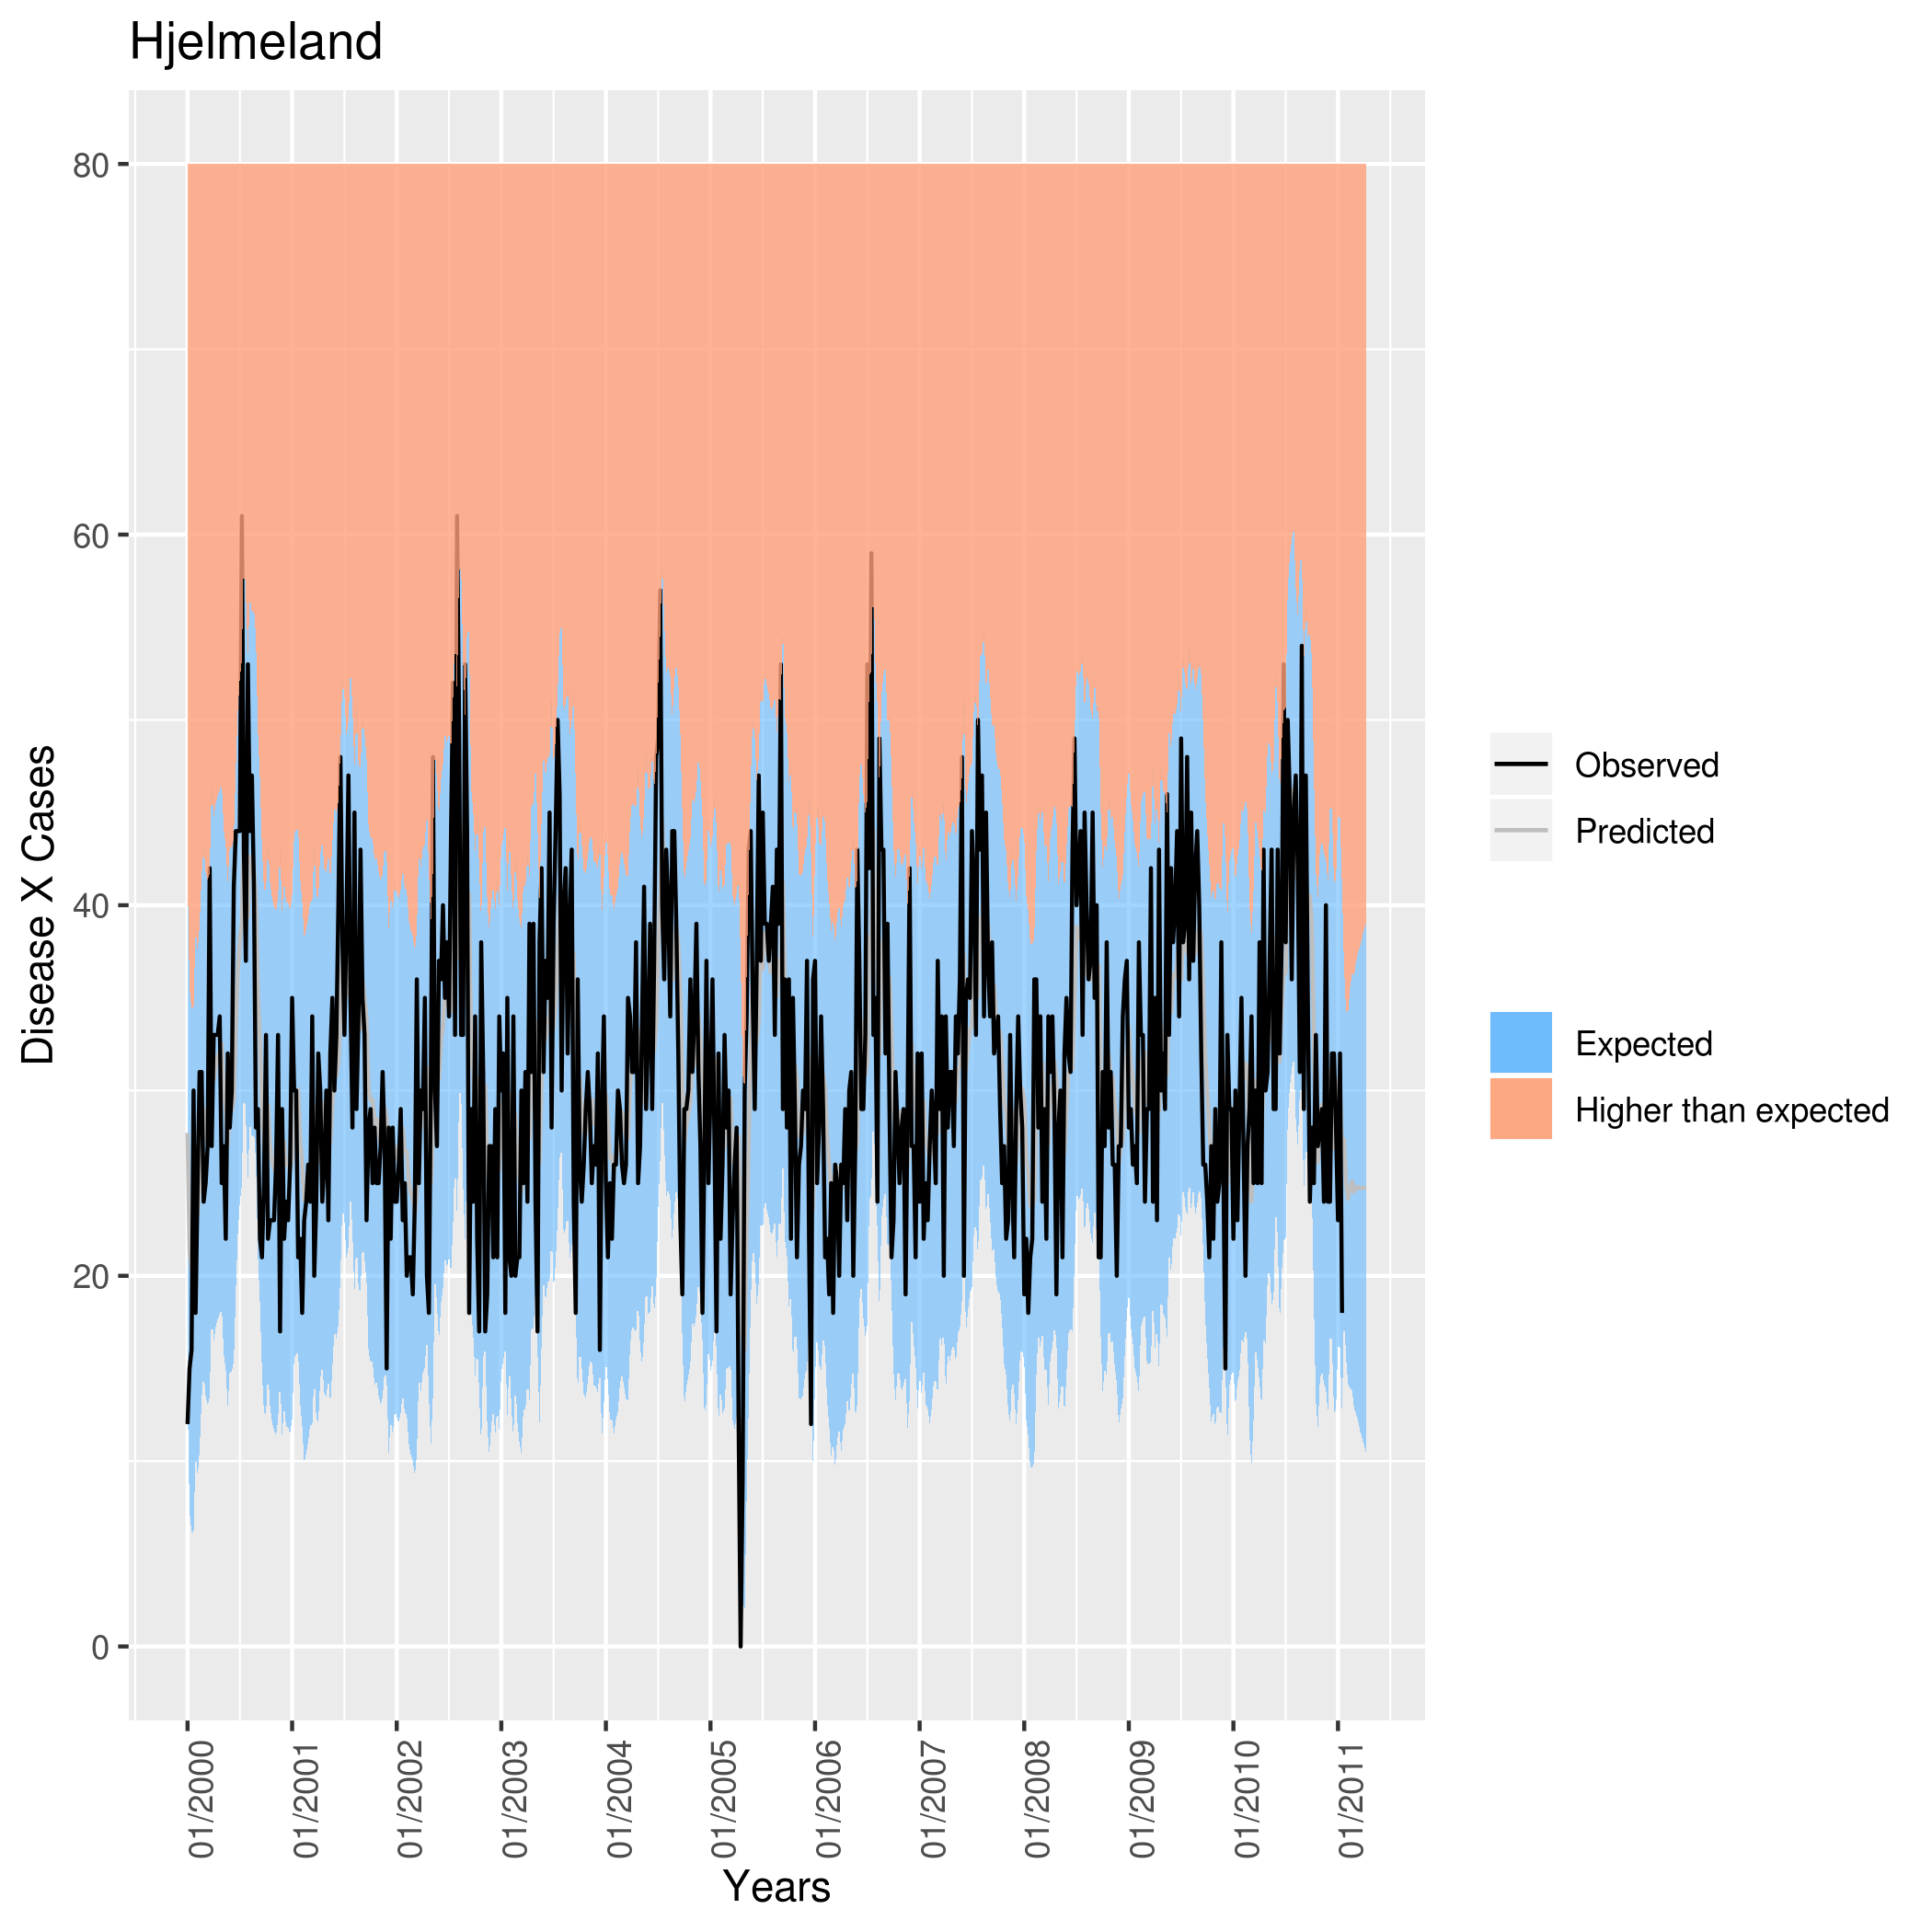 Hjelmeland
80
60
40
20
0
Disease X Cases
01/2000
01/2001
01/2002
01/2003
01/2004
01/2005
01/2006
01/2007
01/2008
01/2009
01/2010
01/2011
Years
Observed
Predicted
Expected
Higher than expected